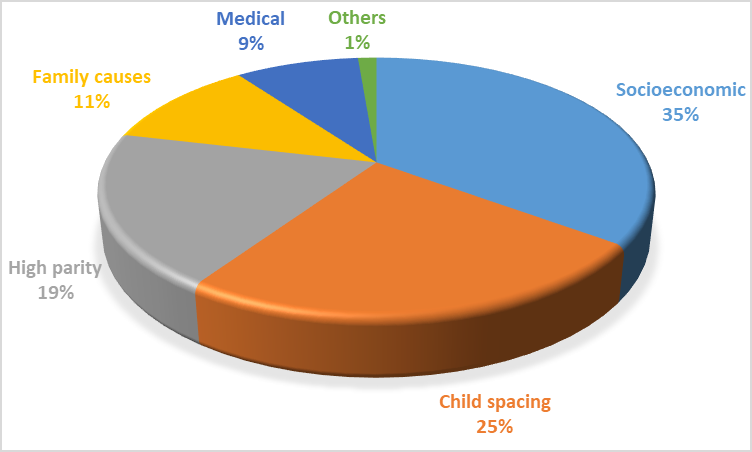 Medical
9%
Others
1%
Family causes
11%
Socioeconomic
35%
High parity
19%
Child spacing
25%